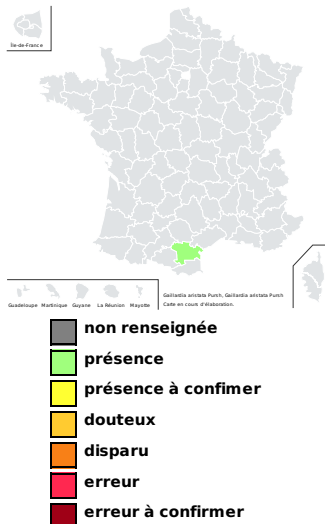 Île-de-France
Gaillardia aristata Pursh, Gaillardia aristata Pursh
Carte en cours d'élaboration.
Guadeloupe Martinique Guyane La Réunion Mayotte
non renseignée
présence
présence à confimer
douteux
disparu
erreur
erreur à confirmer